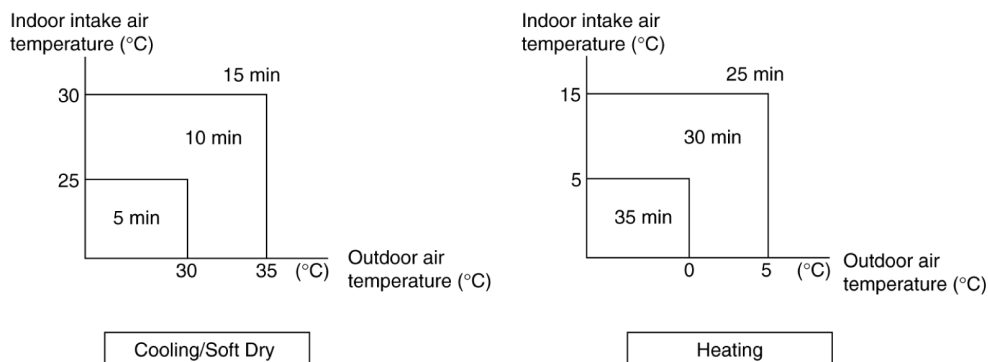 Indoor intake air
temperature (°C)
15 min
30
10 min
25
5 min
30 35 (°C)
Outdoor air
temperature (°C)
Cooling/Soft Dry
Indoor intake air
temperature (°C)
25 min
15
30 min
5
35 min
0 5 (°C)
Outdoor air
temperature (°C)
Heating